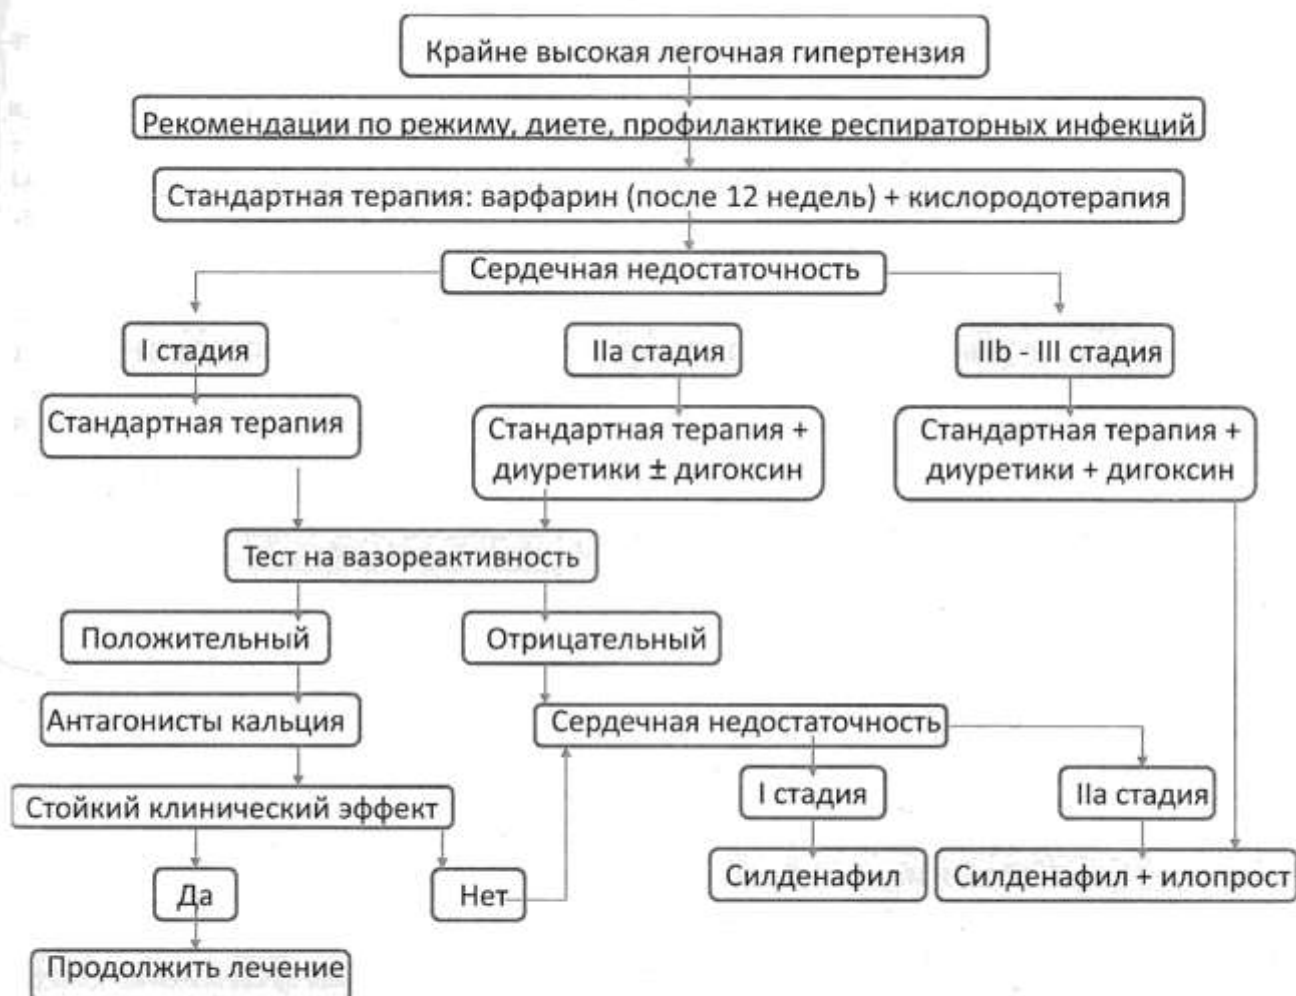 Крайне высокая легочная гипертензия
Рекомендации по режиму, диете, профилактике респираторных инфекций
Стандартная терапия: варфарин (после 12 недель) + кислородотерапия
Сердечная недостаточность
I стадия
IIa стадия
IIb - III стадия
Стандартная терапия
Стандартная терапия +
диуретики ± дигоксин
Стандартная терапия +
диуретики + дигоксин
Тест на вазореактивность
Положительный
Отрицательный
Антагонисты кальция
Сердечная недостаточность
Стойкий клинический эффект
I стадия
IIa стадия
Да
Нет
Силденафил
Силденафил + илопрост
Продолжить лечение